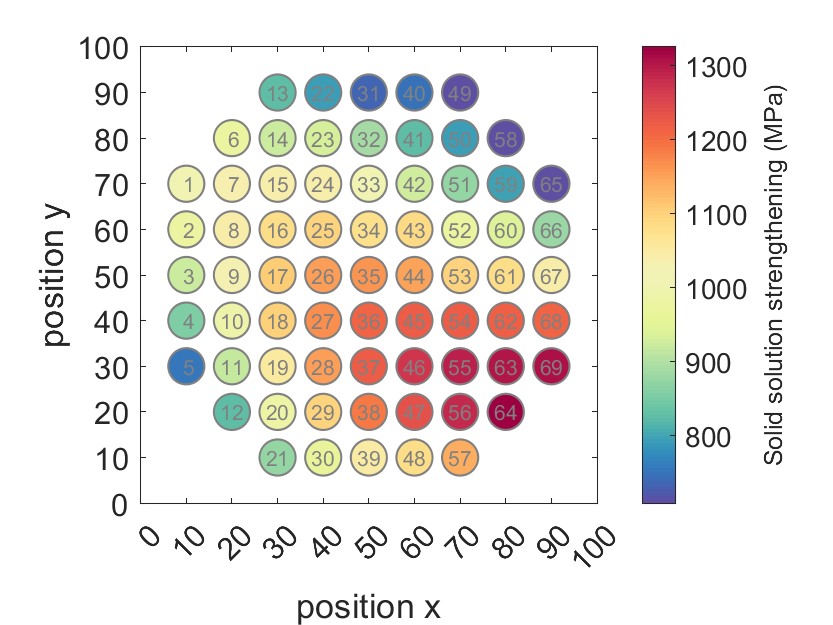 100
90
80
70
60
50
40
30
20
10
0
position y
13 22 31 40 49
6 14 23 32 41 50 58
1 7 15 24 33 42 51 59 65
2 8 16 25 34 43 52 60 66
3 9 17 26 35 44 53 61 67
4 10 18 27 36 45 54 62 68
5 11 19 28 37 46 55 63 69
12 20 29 38 47 56 64
21 30 39 48 57
0 10 20 30 40 50 60 70 80 90 100
position x
1300
1200
1100
1000
900
800
Solid solution strengthening (MPa)